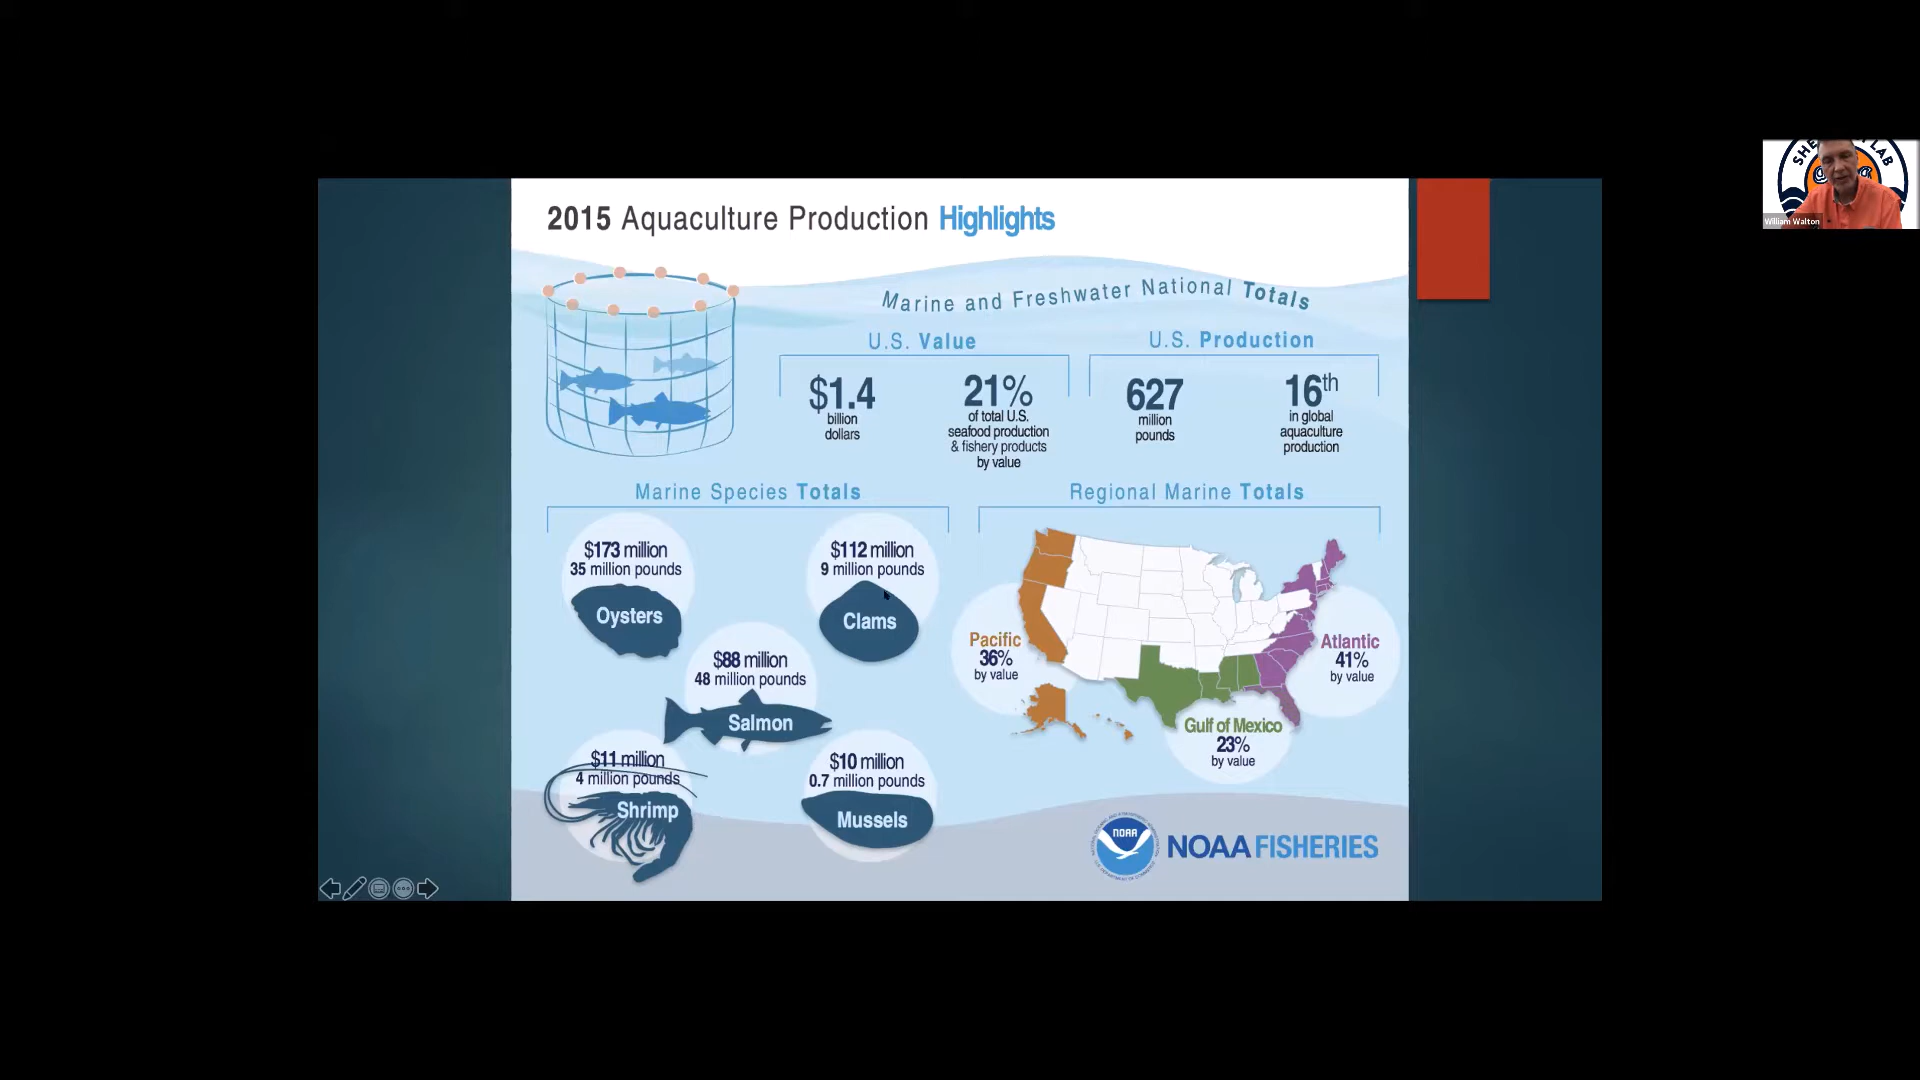 2015 Aquaculture Production Highlights
Marine and Freshwater National Totals
U.S. Value
$1.4
billion
dollars
21%
of total U.S.
seafood production
& fishery products
by value
U.S. Production
627
million
pounds
16th
in global
aquaculture
production
Marine Species Totals
$173 million
35 million pounds
Oysters
$112 million
9 million pounds
Clams
$88 million
48 million pounds
Salmon
$11 million
4 million pounds
Shrimp
$10 million
0.7 million pounds
Mussels
Regional Marine Totals
Pacific
36%
by value
Atlantic
41%
by value
Gulf of Mexico
23%
by value
NOAA
NOAA FISHERIES
LAB
William Walton